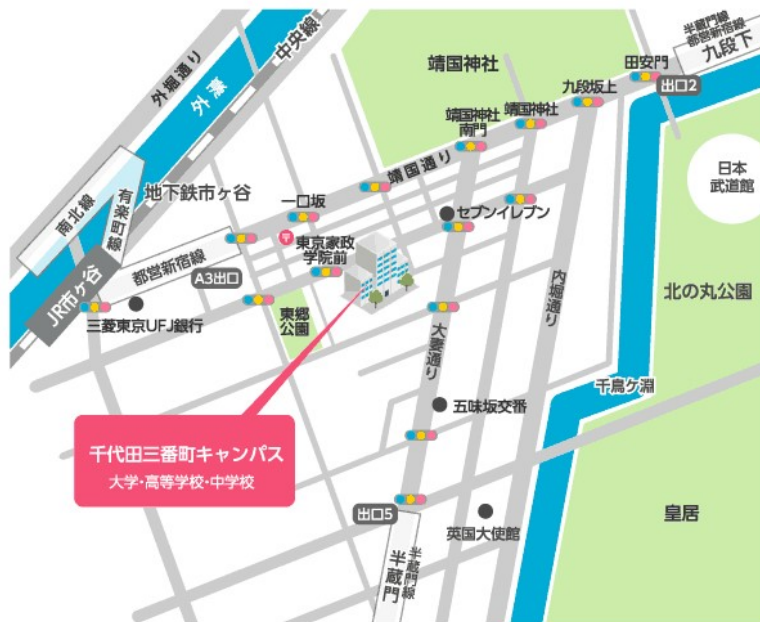 半蔵門線
都営新宿線
九段下
田安門
出口2
九段坂上
靖国神社
靖国神社
靖国神社
南門
中央線
外堀通り
外濠
靖国通り
日本
武道館
地下鉄市ヶ谷
一口坂
セブンイレブン
南北線
有楽町線
都営新宿線
A3出口
〒
東京家政
学院前
内堀通り
北の丸公園
JR市ヶ谷
三菱東京UFJ銀行
東郷
公園
大妻通り
千鳥ケ淵
五味坂交番
千代田三番町キャンパス
大学・高等学校・中学校
出口5
英国大使館
皇居
半蔵門線
半蔵門